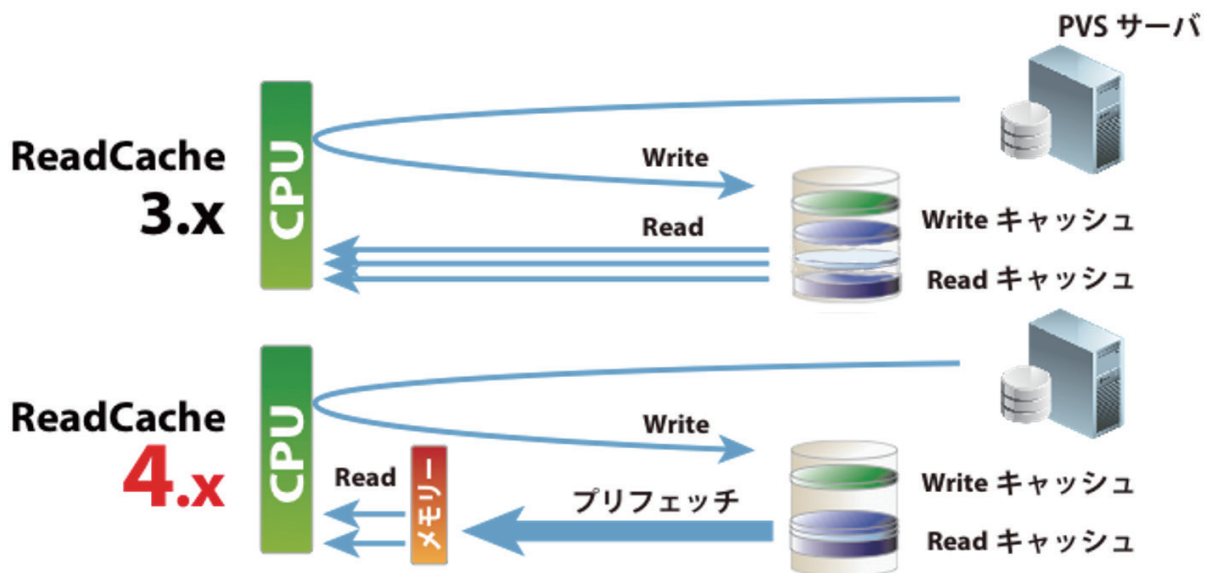 PVS サーバ
CPU
ReadCache
3.x
Write
Read
Write キャッシュ
Read キャッシュ
CPU
ReadCache
4.x
Write
Read
メモリー
プリフェッチ
Write キャッシュ
Read キャッシュ